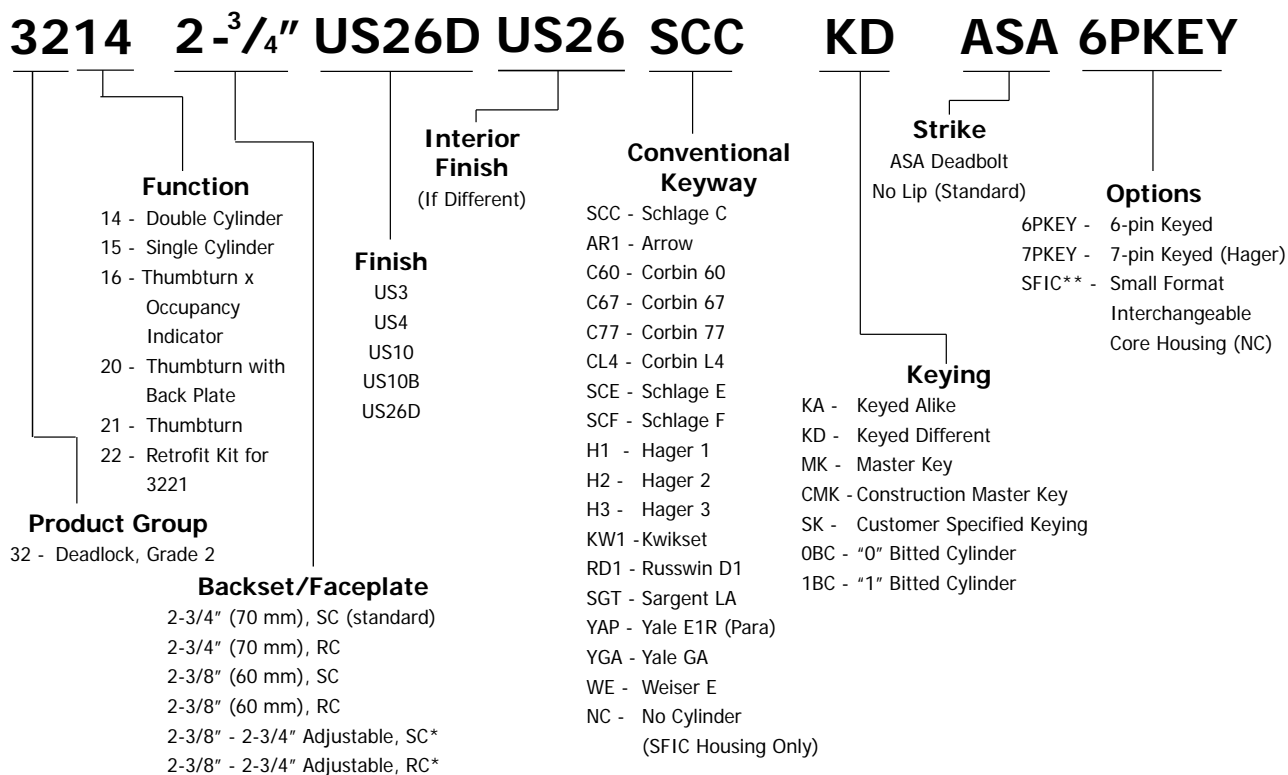 3214 2-3/4" US26D US26 SCC KD ASA 6PKEY
Function
14 - Double Cylinder
15 - Single Cylinder
16 - Thumbturn x
Occupancy
Indicator
20 - Thumbturn with
Back Plate
21 - Thumbturn
22 - Retrofit Kit for
3221
Product Group
32 - Deadlock, Grade 2
Backset/Faceplate
2-3/4" (70 mm), SC (standard)
2-3/4" (70 mm), RC
2-3/8" (60 mm), SC
2-3/8" (60 mm), RC
2-3/8" - 2-3/4" Adjustable, SC*
2-3/8" - 2-3/4" Adjustable, RC*
Finish
US3
US4
US10
US10B
US26D
Interior
Finish
(If Different)
Conventional
Keyway
SCC - Schlage C
AR1 - Arrow
C60 - Corbin 60
C67 - Corbin 67
C77 - Corbin 77
CL4 - Corbin L4
SCE - Schlage E
SCF - Schlage F
H1 - Hager 1
H2 - Hager 2
H3 - Hager 3
KW1 - Kwikset
RD1 - Russwin D1
SGT - Sargent LA
YAP - Yale E1R (Para)
YGA - Yale GA
WE - Weiser E
NC - No Cylinder
(SFIC Housing Only)
Keying
KA - Keyed Alike
KD - Keyed Different
MK - Master Key
CMK - Construction Master Key
SK - Customer Specified Keying
0BC - "0" Bitted Cylinder
1BC - "1" Bitted Cylinder
Strike
ASA Deadbolt
No Lip (Standard)
Options
6PKEY - 6-pin Keyed
7PKEY - 7-pin Keyed (Hager)
SFIC** - Small Format
Interchangeable
Core Housing (NC)